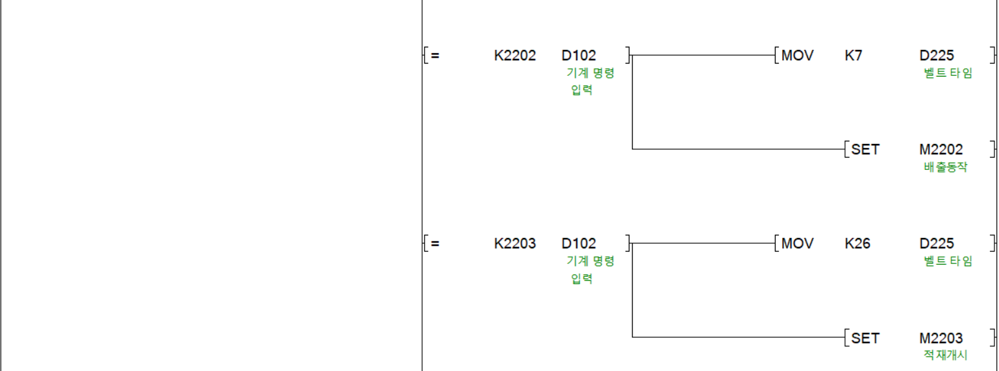 [= K2202 D102 ] [MOV K7 D225 ]
기계 명령 벨트 타임
입력
[SET M2202 ]
배출동작
[= K2203 D102 ] [MOV K26 D225 ]
기계 명령 벨트 타임
입력
[SET M2203 ]
적재개시